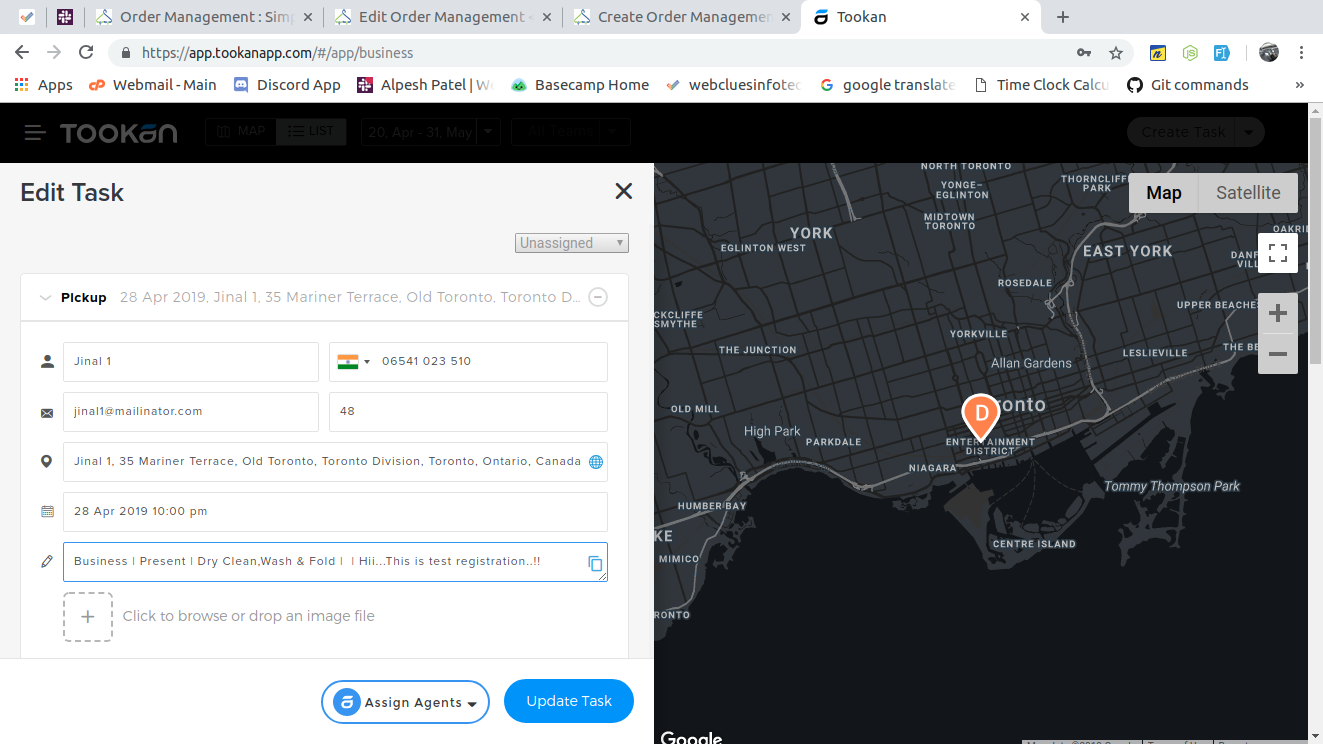 Order Management : Simp
Edit Order Management
Create Order Managemen
Tookan
https://app.tookanapp.com/#/app/business
Apps
Webmail - Main
Discord App
Alpesh Patel | W
Basecamp Home
webcluesinfotec
google translate
Time Clock Calcu
Git commands
»
TOOKAN
MAP
LIST
20, Apr - 31, May
All Teams
Create Task
Edit Task
Unassigned
Pickup
28 Apr 2019, Jinal 1, 35 Mariner Terrace, Old Toronto, Toronto D...
Jinal 1
06541 023 510
jinal1@mailinator.com
48
Jinal 1, 35 Mariner Terrace, Old Toronto, Toronto Division, Toronto, Ontario, Canada
28 Apr 2019 10:00 pm
Business | Present | Dry Clean,Wash & Fold |  | Hii...This is test registration..!!
Click to browse or drop an image file
Assign Agents
Update Task
Map
Satellite
NORTH TORONTO
YONGE–
EGLINTON
THORNCLIFFE
PARK
MIDTOWN
TORONTO
YORK
EGLINTON WEST
EAST YORK
OAKRI
DANF
VILL
ROSEDALE
UPPER BEACHES
CKCLIFFE
SMYTHE
YORKVILLE
THE JUNCTION
Allan Gardens
LESLIEVILLE
THE BE
OLD MILL
D
ronto
High Park
PARKDALE
ENTERTAINMENT
DISTRICT
NIAGARA
Tommy Thompson Park
HUMBER BAY
KE
MIMICO
CENTRE ISLAND
RONTO
Google